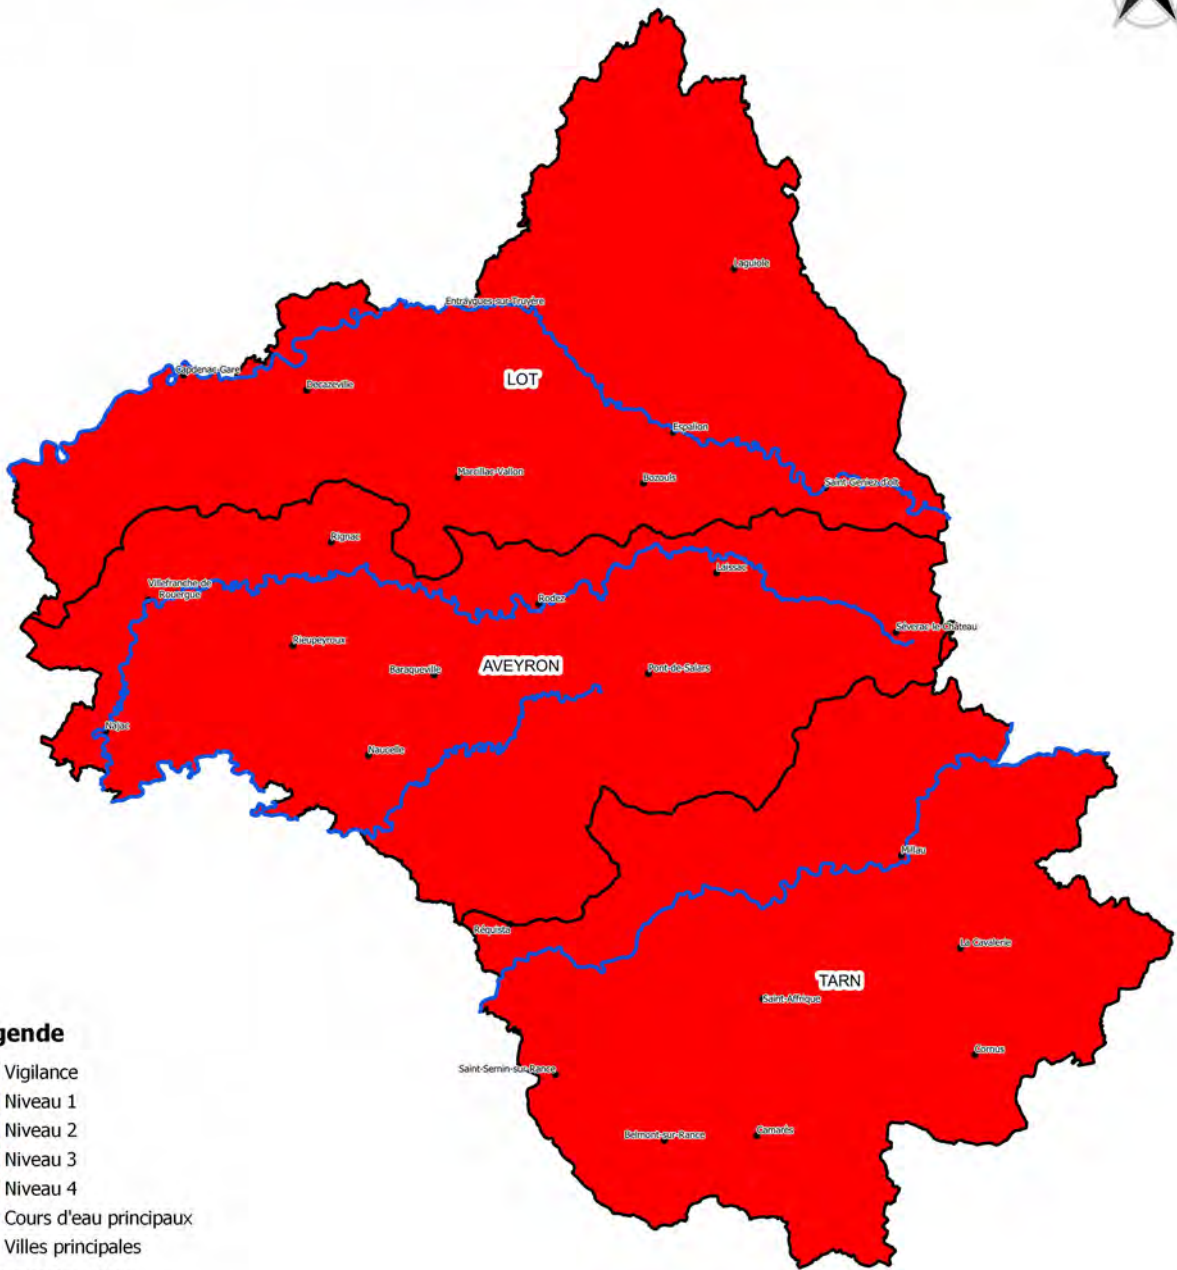 Laguiole
Entraygues-sur-Truyère
Capdenac-Gare
LOT
Decazeville
Espalion
Marcillac-Vallon
Bozouls
Saint-Geniez-d'olt
Rignac
Laissac
Villefranche-de
Rouergue
Rodez
Séverac-le-Château
Rieupeyroux
Baraqueville
AVEYRON
Pont-de-Salars
Najac
Naucelle
Millau
Réquista
La Cavalerie
TARN
Saint-Affrique
gende
Cornus
Saint-Sernin-sur-Rance
Vigilance
Niveau 1
Niveau 2
Belmont-sur-Rance
Camarès
Niveau 3
Niveau 4
Cours d'eau principaux
Villes principales